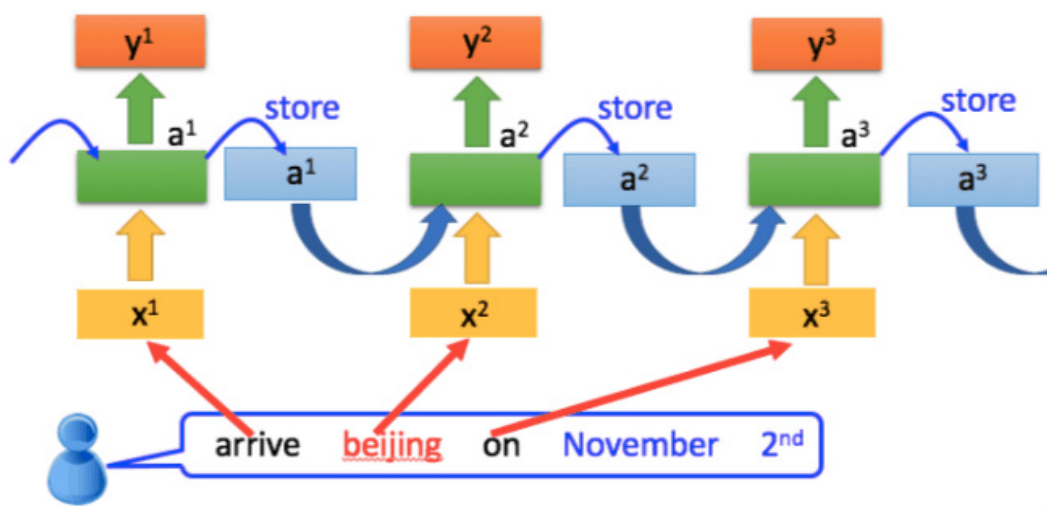 y¹ y² y³
store store store
a¹ a² a³
a¹ a² a³
x¹ x² x³
arrive beijing on November 2ⁿᵈ